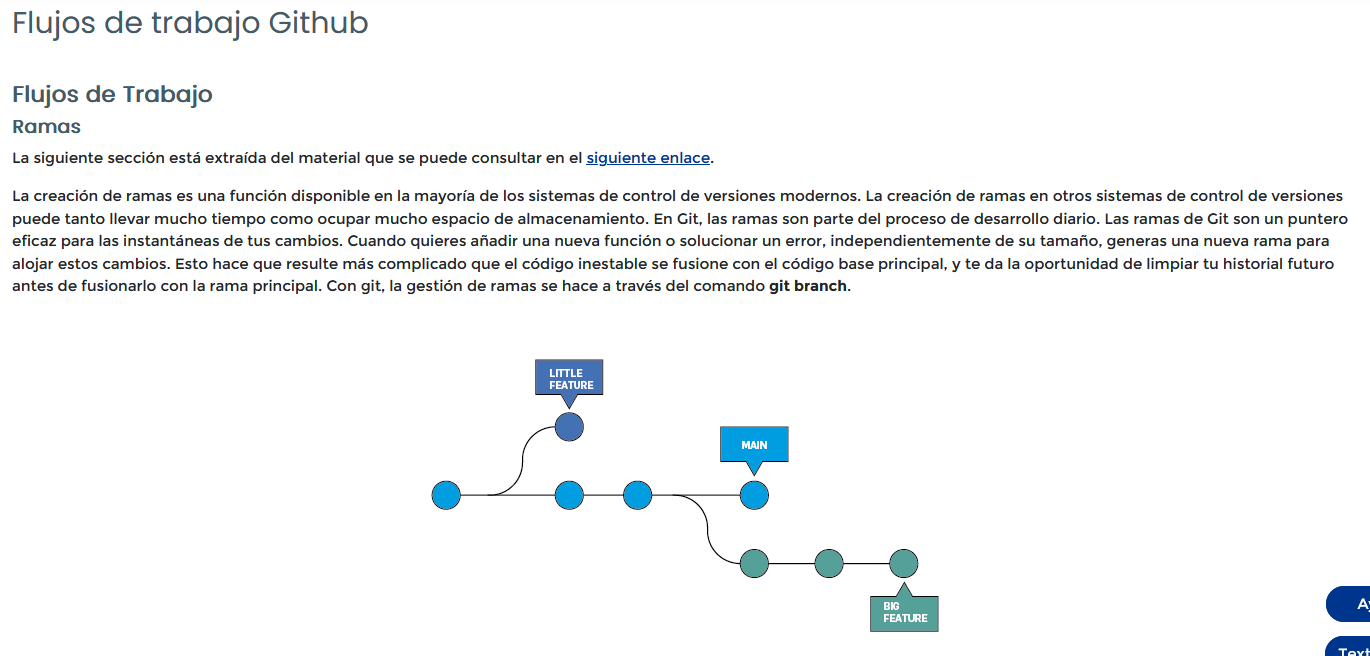 Flujos de trabajo Github
Flujos de Trabajo
Ramas
La siguiente sección está extraída del material que se puede consultar en el siguiente enlace.
La creación de ramas es una función disponible en la mayoría de los sistemas de control de versiones modernos. La creación de ramas en otros sistemas de control de versiones
puede tanto llevar mucho tiempo como ocupar mucho espacio de almacenamiento. En Git, las ramas son parte del proceso de desarrollo diario. Las ramas de Git son un puntero
eficaz para las instantáneas de tus cambios. Cuando quieres añadir una nueva función o solucionar un error, independientemente de su tamaño, generas una nueva rama para
alojar estos cambios. Esto hace que resulte más complicado que el código inestable se fusione con el código base principal, y te da la oportunidad de limpiar tu historial futuro
antes de fusionarlo con la rama principal. Con git, la gestión de ramas se hace a través del comando git branch.
LITTLE
FEATURE
MAIN
BIG
FEATURE